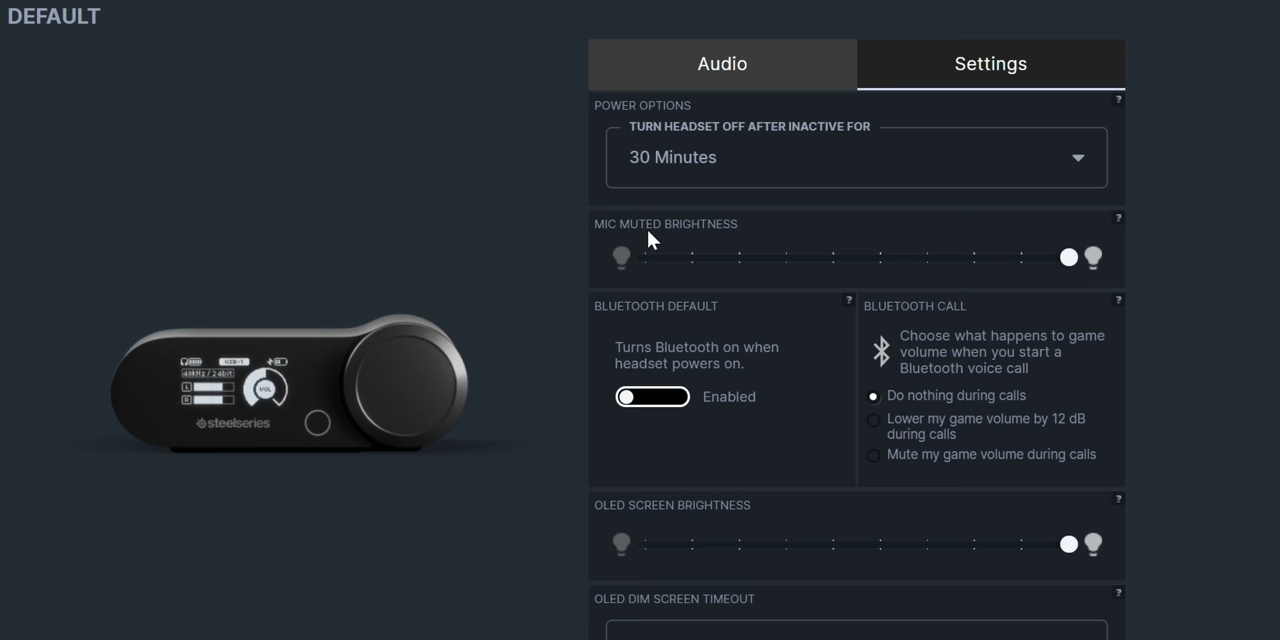 DEFAULT
Audio
Settings
POWER OPTIONS
?
TURN HEADSET OFF AFTER INACTIVE FOR
30 Minutes
MIC MUTED BRIGHTNESS
?
BLUETOOTH DEFAULT
?
Turns Bluetooth on when
headset powers on.
Enabled
BLUETOOTH CALL
?
Choose what happens to game
volume when you start a
Bluetooth voice call
Do nothing during calls
Lower my game volume by 12 dB
during calls
Mute my game volume during calls
USB-1
48kHz/24bit
L
R
VOL
steelseries
OLED SCREEN BRIGHTNESS
?
OLED DIM SCREEN TIMEOUT
?